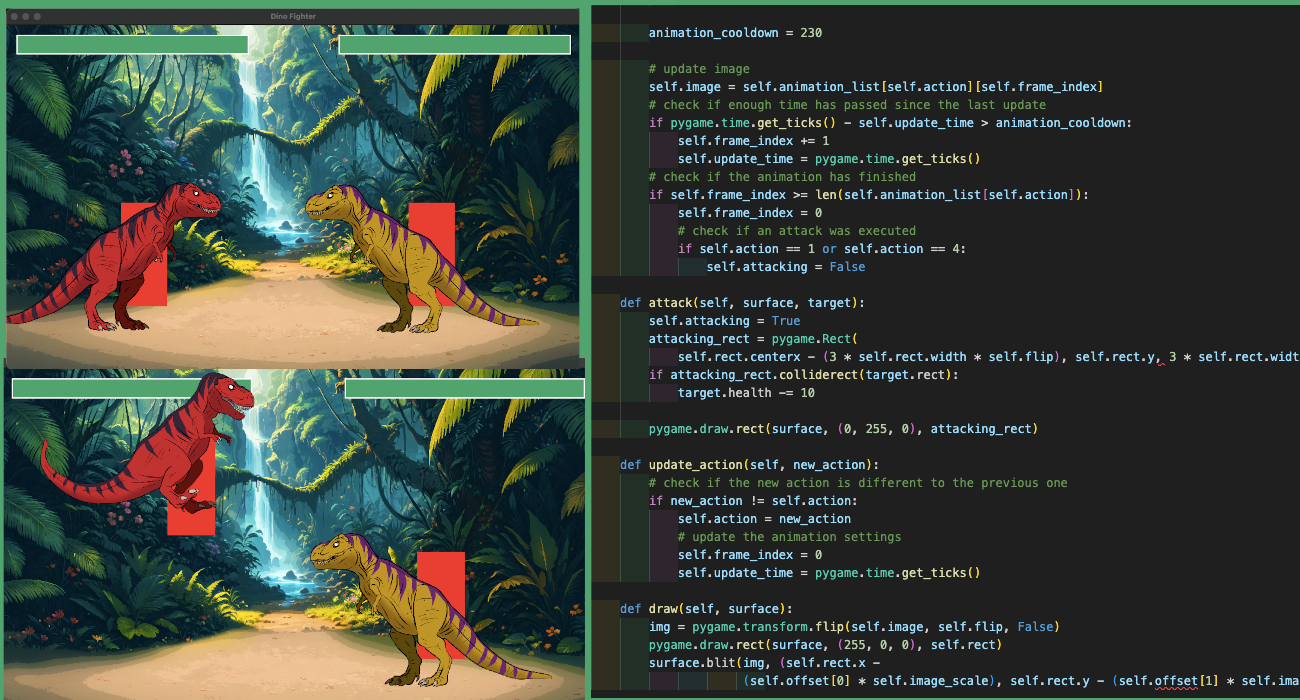 Dino Fighter
animation_cooldown = 230
# update image
self.image = self.animation_list[self.action][self.frame_index]
# check if enough time has passed since the last update
if pygame.time.get_ticks() - self.update_time > animation_cooldown:
self.frame_index += 1
self.update_time = pygame.time.get_ticks()
# check if the animation has finished
if self.frame_index >= len(self.animation_list[self.action]):
self.frame_index = 0
# check if an attack was executed
if self.action == 1 or self.action == 4:
self.attacking = False
def attack(self, surface, target):
self.attacking = True
attacking_rect = pygame.Rect(
self.rect.centerx - (3 * self.rect.width * self.flip), self.rect.y, 3 * self.rect.widt
if attacking_rect.colliderect(target.rect):
target.health -= 10
pygame.draw.rect(surface, (0, 255, 0), attacking_rect)
def update_action(self, new_action):
# check if the new action is different to the previous one
if new_action != self.action:
self.action = new_action
# update the animation settings
self.frame_index = 0
self.update_time = pygame.time.get_ticks()
def draw(self, surface):
img = pygame.transform.flip(self.image, self.flip, False)
pygame.draw.rect(surface, (255, 0, 0), self.rect)
surface.blit(img, (self.rect.x -
(self.offset[0] * self.image_scale), self.rect.y - (self.offset[1] * self.ima